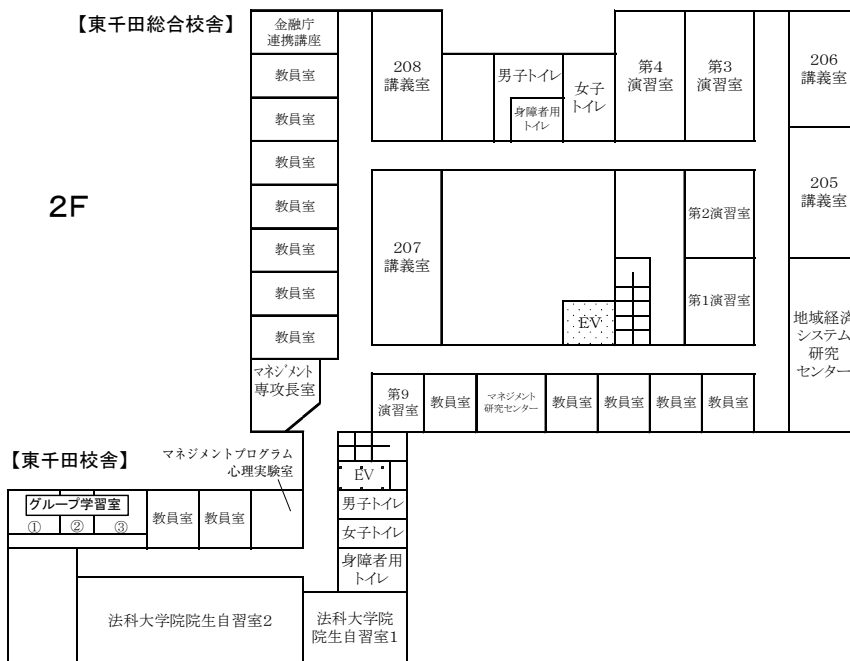 【東千田総合校舎】
金融庁
連携講座
教員室
教員室
教員室
教員室
教員室
教員室
教員室
マネジメント
専攻長室
2F
208
講義室
男子トイレ
身障者用
トイレ
女子
トイレ
第4
演習室
第3
演習室
206
講義室
205
講義室
207
講義室
第2演習室
第1演習室
EV
地域経済
システム
研究
センター
第9
演習室
教員室
マネジメント
研究センター
教員室
教員室
教員室
教員室
【東千田校舎】
マネジメントプログラム
心理実験室
グループ学習室
①
②
③
教員室
教員室
EV
男子トイレ
女子トイレ
身障者用
トイレ
法科大学院院生自習室2
法科大学院
院生自習室1